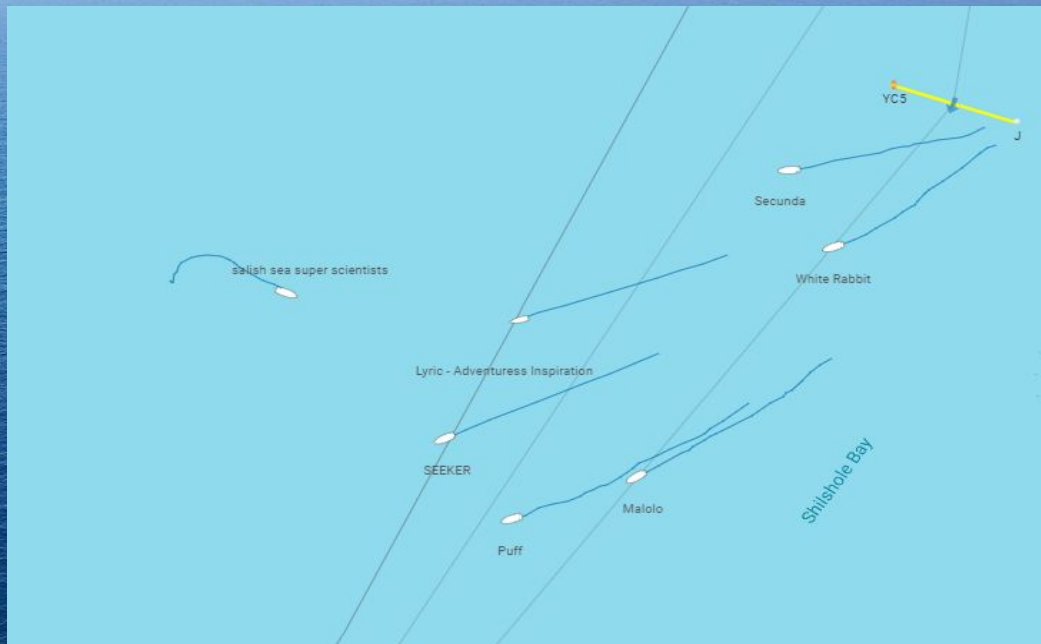 YC5
J
Secunda
salish sea super scientists
White Rabbit
Lyric - Adventuress Inspiration
SEEKER
Malolo
Shilshole Bay
Puff